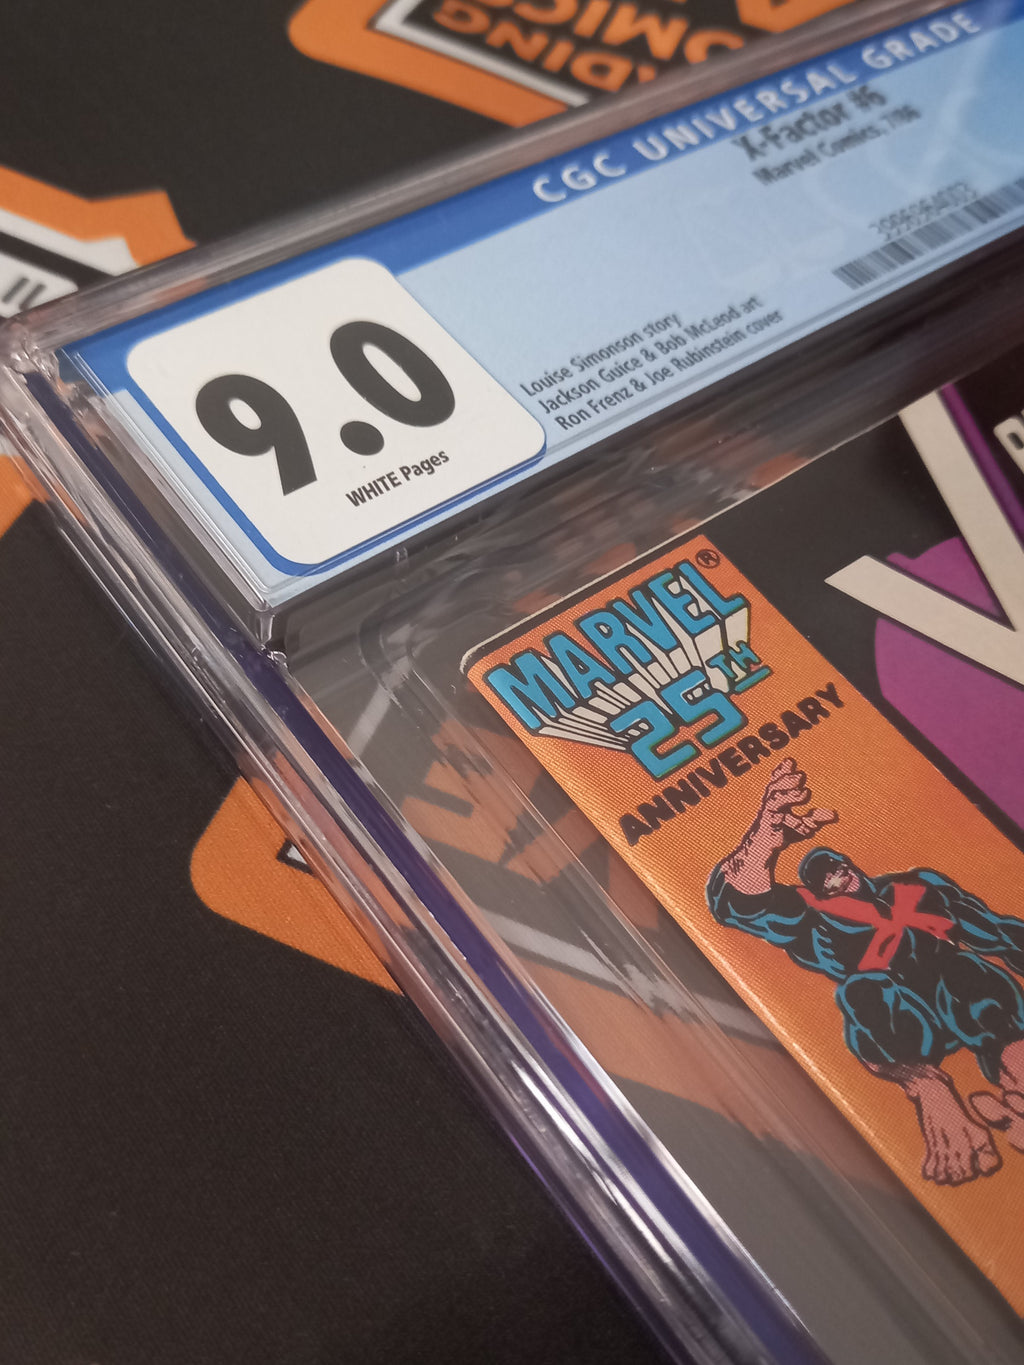 CGC UNIVERSAL GRADE
X-Factor #6
Marvel Comics, 7/86
9.0
WHITE Pages
Louise Simonson story
Jackson Guice & Bob McLeod art
Ron Frenz & Joe Rubinstein cover
MARVEL®
25TH
ANNIVERSARY